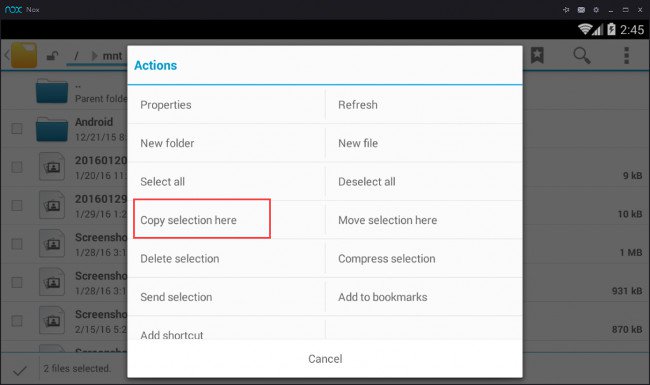 nox Nox
2:45
/ mnt
Actions
Properties Refresh
New folder New file
Select all Deselect all
Copy selection here Move selection here
Delete selection Compress selection
Send selection Add to bookmarks
Add shortcut
Cancel
..
Parent folde
Android
12/21/15 8:
20160120
1/20/16 11:
9 kB
20160129
1/29/16 1:2
10 kB
Screensho
1/28/16 3:1
1 MB
Screensho
1/28/16 3:1
931 kB
Screensho
2/15/16 5:
870 kB
Screensho
2 files selected.